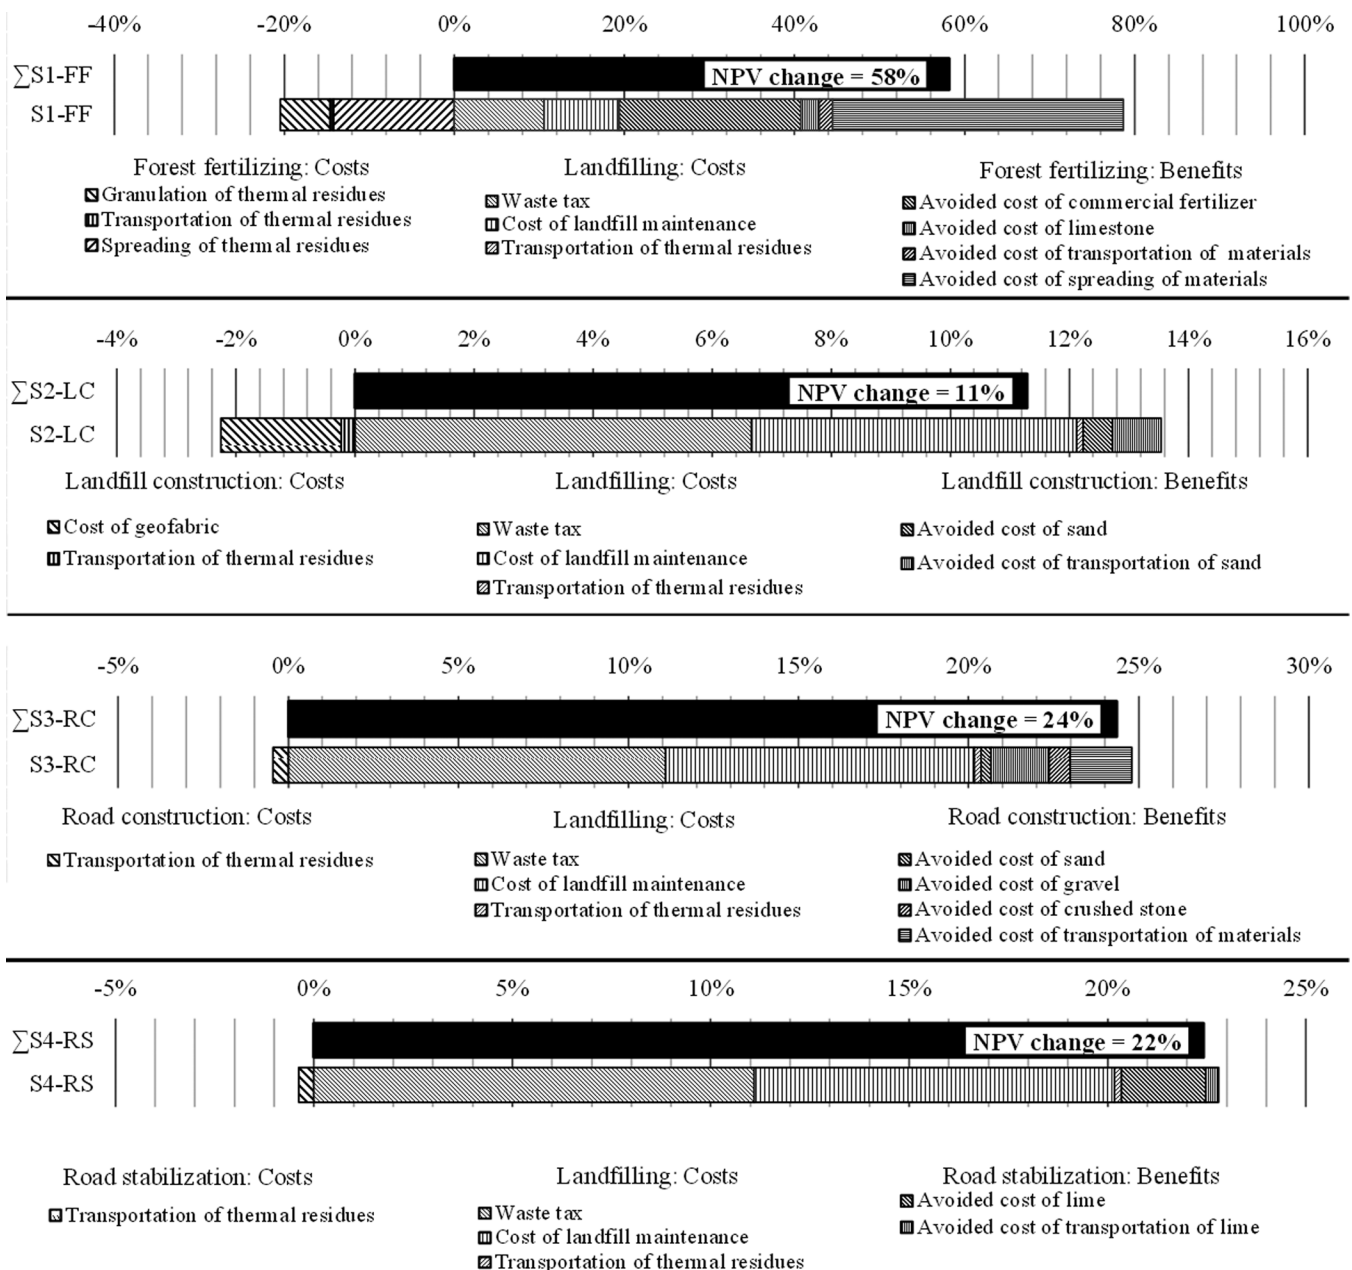 -40% -20% 0% 20% 40% 60% 80% 100%
∑S1-FF NPV change = 58%
S1-FF
Forest fertilizing: Costs Landfilling: Costs Forest fertilizing: Benefits
Granulation of thermal residues Waste tax Avoided cost of commercial fertilizer
Transportation of thermal residues Cost of landfill maintenance Avoided cost of limestone
Spreading of thermal residues Transportation of thermal residues Avoided cost of transportation of materials
Avoided cost of spreading of materials
-4% -2% 0% 2% 4% 6% 8% 10% 12% 14% 16%
∑S2-LC NPV change = 11%
S2-LC
Landfill construction: Costs Landfilling: Costs Landfill construction: Benefits
Cost of geofabric Waste tax Avoided cost of sand
Transportation of thermal residues Cost of landfill maintenance Avoided cost of transportation of sand
Transportation of thermal residues
-5% 0% 5% 10% 15% 20% 25% 30%
∑S3-RC NPV change = 24%
S3-RC
Road construction: Costs Landfilling: Costs Road construction: Benefits
Transportation of thermal residues Waste tax Avoided cost of sand
Cost of landfill maintenance Avoided cost of gravel
Transportation of thermal residues Avoided cost of crushed stone
Avoided cost of transportation of materials
-5% 0% 5% 10% 15% 20% 25%
∑S4-RS NPV change = 22%
S4-RS
Road stabilization: Costs Landfilling: Costs Road stabilization: Benefits
Transportation of thermal residues Waste tax Avoided cost of lime
Cost of landfill maintenance Avoided cost of transportation of lime
Transportation of thermal residues